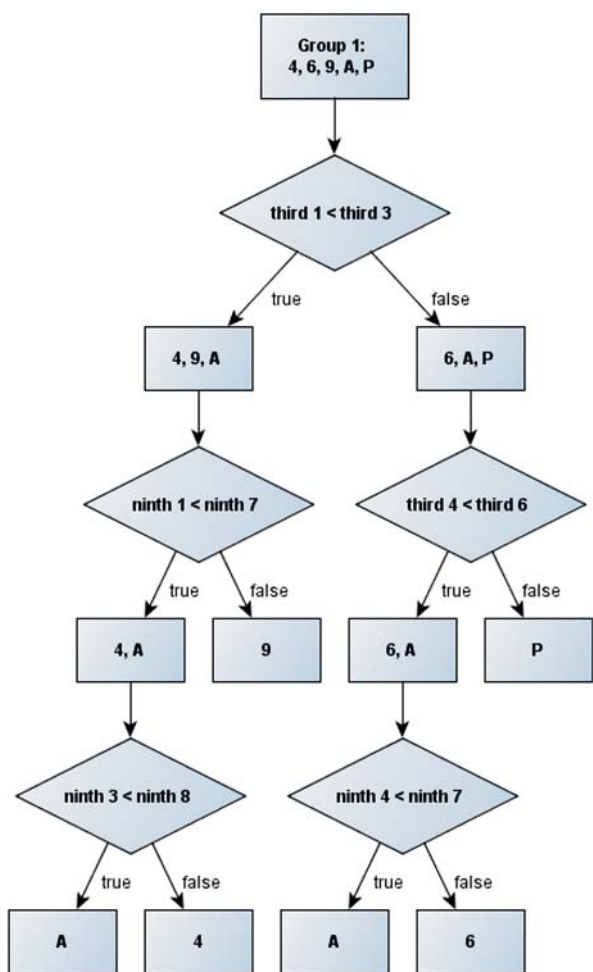 Group 1:
4, 6, 9, A, P
third 1 < third 3
true
false
4, 9, A
6, A, P
ninth 1 < ninth 7
third 4 < third 6
true
false
true
false
4, A
9
6, A
P
ninth 3 < ninth 8
ninth 4 < ninth 7
true
false
true
false
A
4
A
6